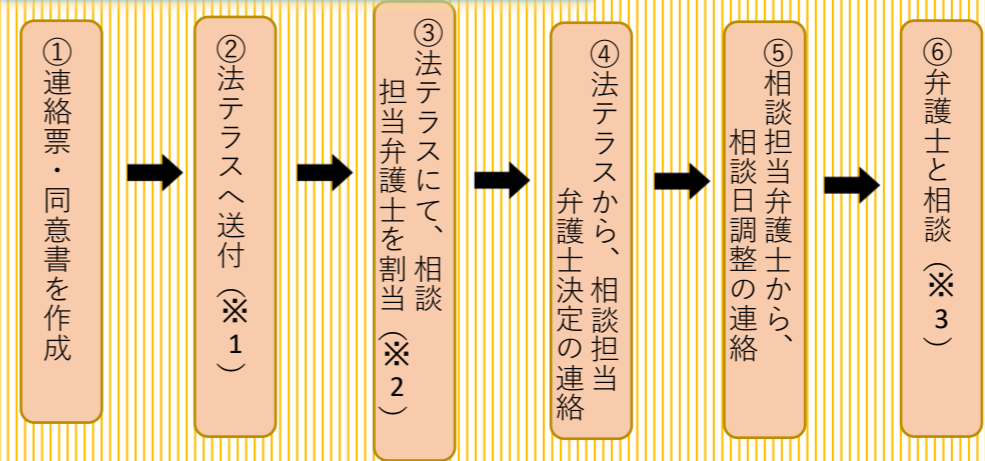 ①連絡票・同意書を作成
②法テラスへ送付（※1）
③法テラスにて、相談
担当弁護士を割当（※2）
④法テラスから、相談担当
弁護士決定の連絡
⑤相談担当弁護士から、
相談日調整の連絡
⑥弁護士と相談（※3）